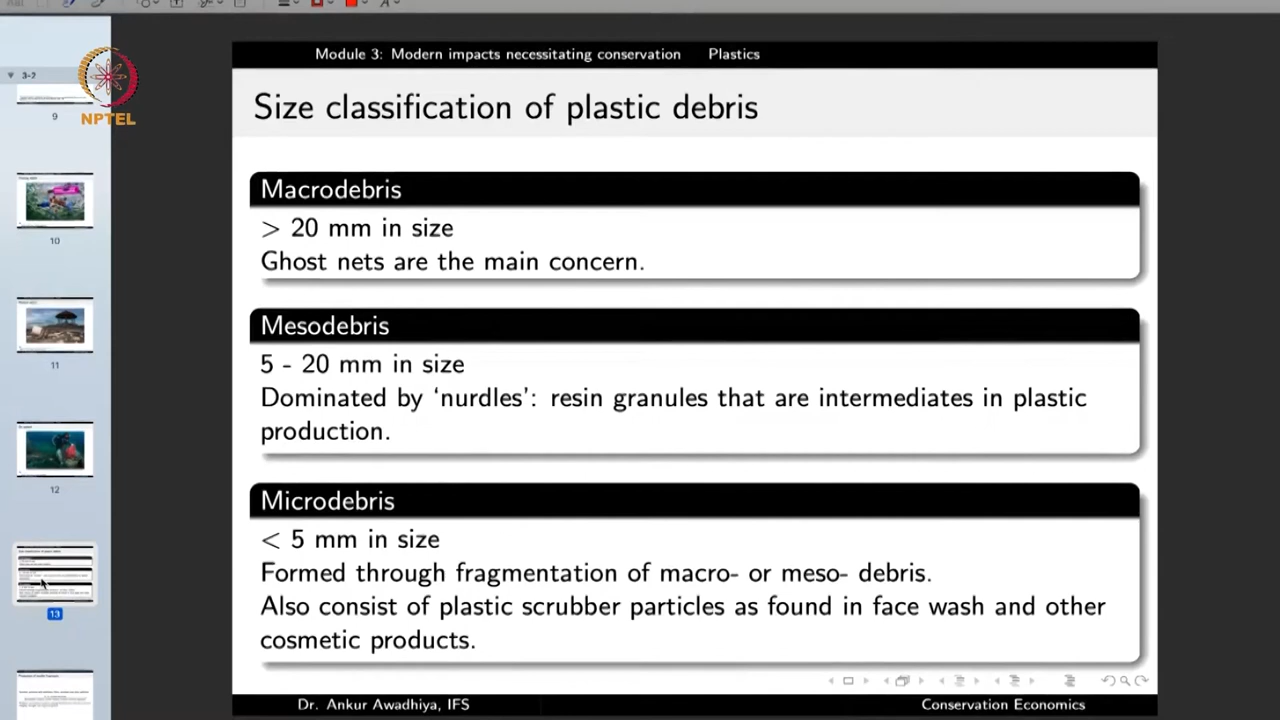 3-2
NPTEL
9
10
11
12
13
Module 3: Modern impacts necessitating conservation Plastics
Size classification of plastic debris
Macrodebris
> 20 mm in size
Ghost nets are the main concern.
Mesodebris
5 - 20 mm in size
Dominated by ‘nurdles’: resin granules that are intermediates in plastic
production.
Microdebris
< 5 mm in size
Formed through fragmentation of macro- or meso- debris.
Also consist of plastic scrubber particles as found in face wash and other
cosmetic products.
Dr. Ankur Awadhiya, IFS Conservation Economics